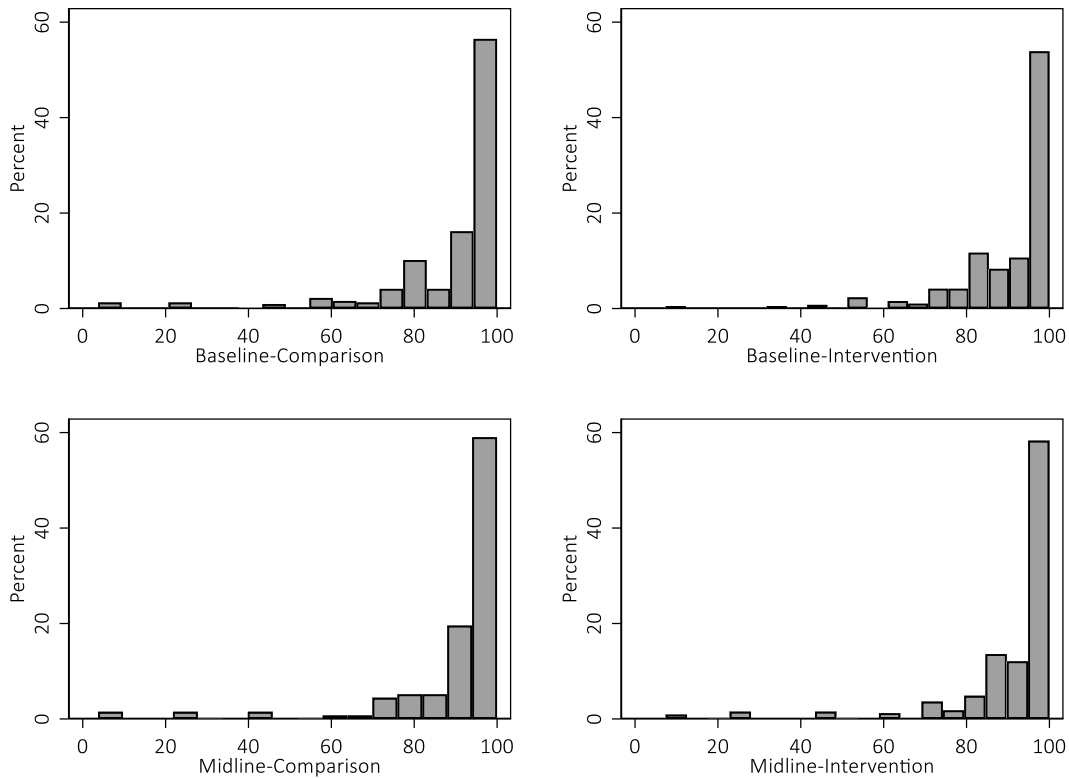 60
40
20
0
Percent
0 20 40 60 80 100
Baseline-Comparison
60
40
20
0
Percent
0 20 40 60 80 100
Baseline-Intervention
60
40
20
0
Percent
0 20 40 60 80 100
Midline-Comparison
60
40
20
0
Percent
0 20 40 60 80 100
Midline-Intervention